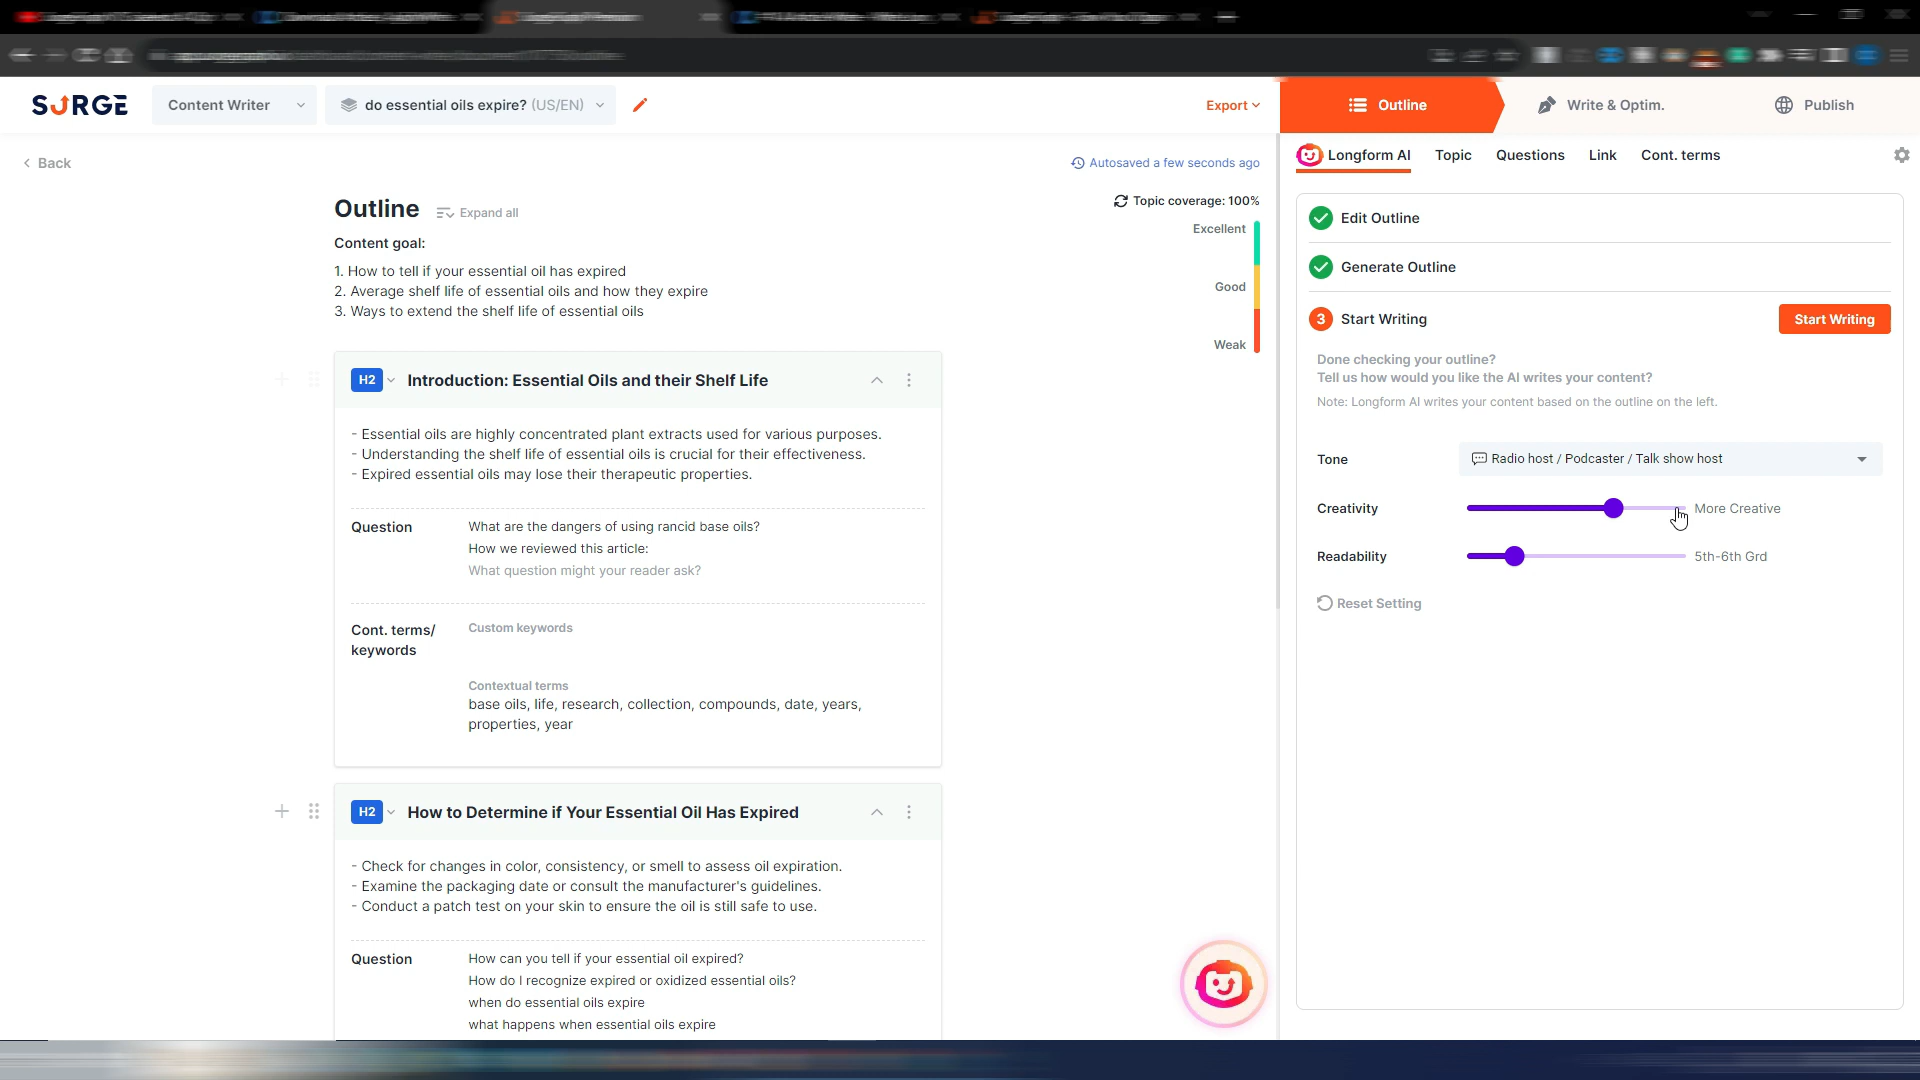 SURGE
Content Writer
do essential oils expire? (US/EN)
Export
Outline
Write & Optim.
Publish
Back
Autosaved a few seconds ago
Longform AI
Topic
Questions
Link
Cont. terms
Outline
Expand all
Topic coverage: 100%
Excellent
Good
Weak
Content goal:
1. How to tell if your essential oil has expired
2. Average shelf life of essential oils and how they expire
3. Ways to extend the shelf life of essential oils
H2
Introduction: Essential Oils and their Shelf Life
- Essential oils are highly concentrated plant extracts used for various purposes.
- Understanding the shelf life of essential oils is crucial for their effectiveness.
- Expired essential oils may lose their therapeutic properties.
Question
What are the dangers of using rancid base oils?
How we reviewed this article:
What question might your reader ask?
Cont. terms/
keywords
Custom keywords
Contextual terms
base oils, life, research, collection, compounds, date, years,
properties, year
H2
How to Determine if Your Essential Oil Has Expired
- Check for changes in color, consistency, or smell to assess oil expiration.
- Examine the packaging date or consult the manufacturer's guidelines.
- Conduct a patch test on your skin to ensure the oil is still safe to use.
Question
How can you tell if your essential oil expired?
How do I recognize expired or oxidized essential oils?
when do essential oils expire
what happens when essential oils expire
Edit Outline
Generate Outline
3 Start Writing
Start Writing
Done checking your outline?
Tell us how would you like the AI writes your content?
Note: Longform AI writes your content based on the outline on the left.
Tone
Radio host / Podcaster / Talk show host
Creativity
More Creative
Readability
5th-6th Grd
Reset Setting